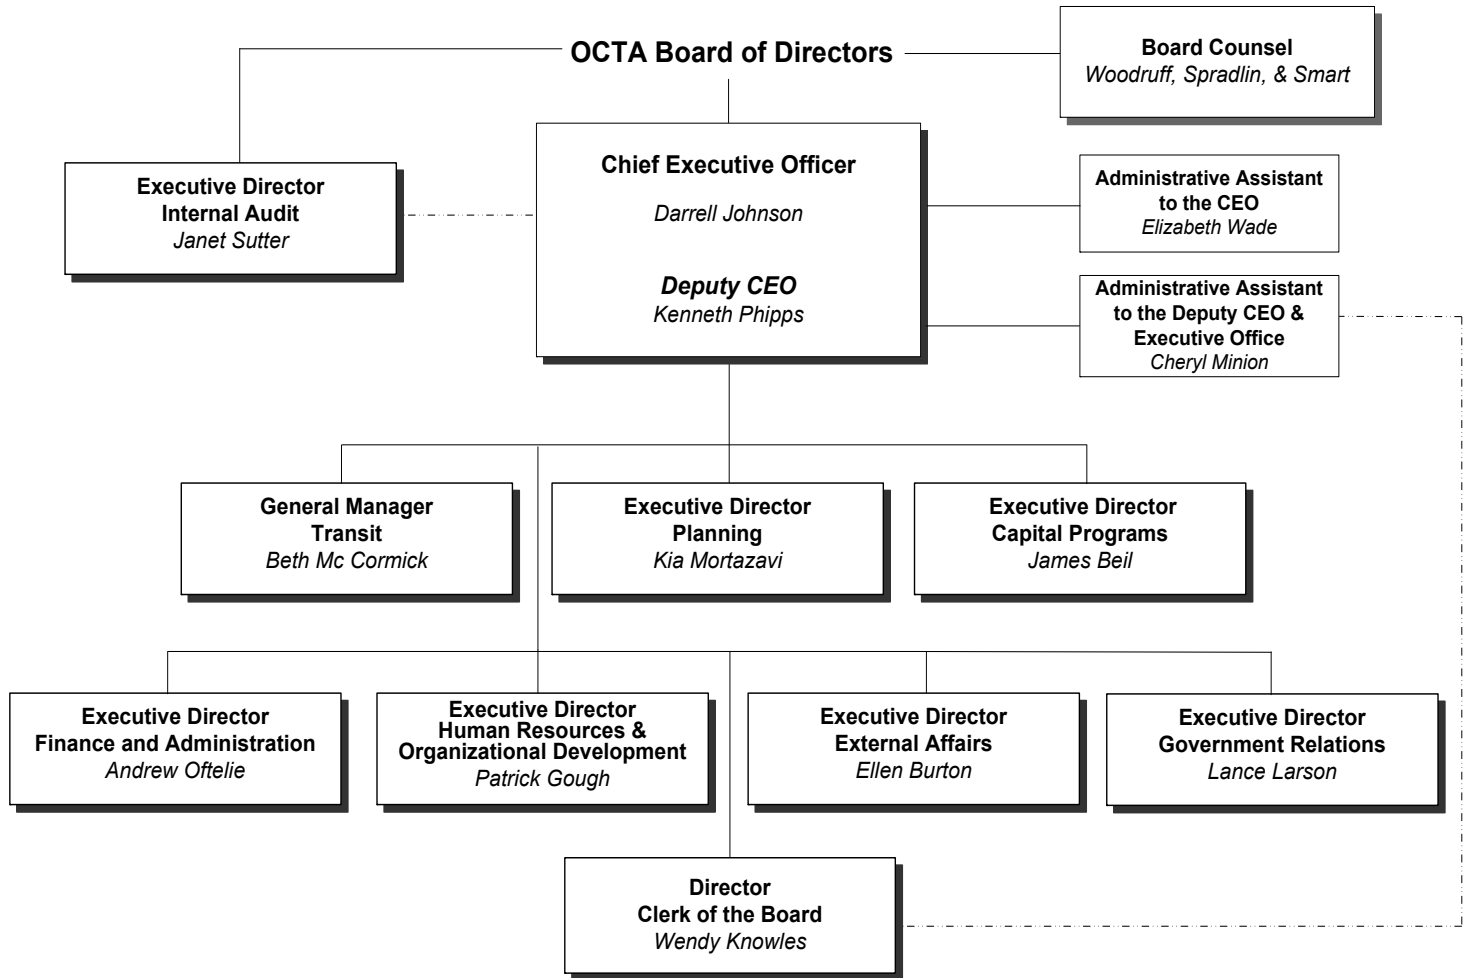 OCTA Board of Directors
Board Counsel
Woodruff, Spradlin, & Smart
Executive Director
Internal Audit
Janet Sutter
Chief Executive Officer
Darrell Johnson
Deputy CEO
Kenneth Phipps
Administrative Assistant
to the CEO
Elizabeth Wade
Administrative Assistant
to the Deputy CEO &
Executive Office
Cheryl Minion
General Manager
Transit
Beth Mc Cormick
Executive Director
Planning
Kia Mortazavi
Executive Director
Capital Programs
James Beil
Executive Director
Finance and Administration
Andrew Oftelie
Executive Director
Human Resources &
Organizational Development
Patrick Gough
Executive Director
External Affairs
Ellen Burton
Executive Director
Government Relations
Lance Larson
Director
Clerk of the Board
Wendy Knowles